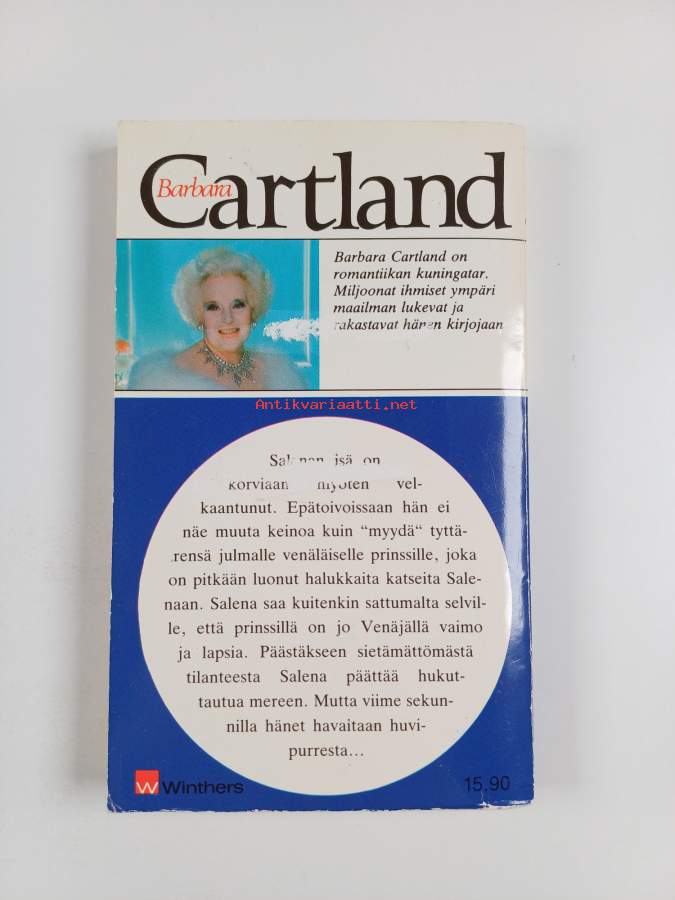 Barbara
Cartland
Barbara Cartland on
romantiikan kuningatar.
Miljoonat ihmiset ympäri
maailman lukevat ja
rakastavat hänen kirjojaan
Antikvariaatti.net
isä on
korviaan myöten vel-
kaantunut. Epätoivoissaan hän ei
näe muuta keinoa kuin “myydä“ tyttä-
rensä julmalle venäläiselle prinssille, joka
on pitkään luonut halukkaita katseita Sale-
naan. Salena saa kuitenkin sattumalta selvil-
le, että prinssillä on jo Venäjällä vaimo
ja lapsia. Päästäkseen sietämättömästä
tilanteesta Salena päättää hukut-
tautua mereen. Mutta viime sekun-
nilla hänet havaitaan huvi-
purresta...
W Winthers
15.90